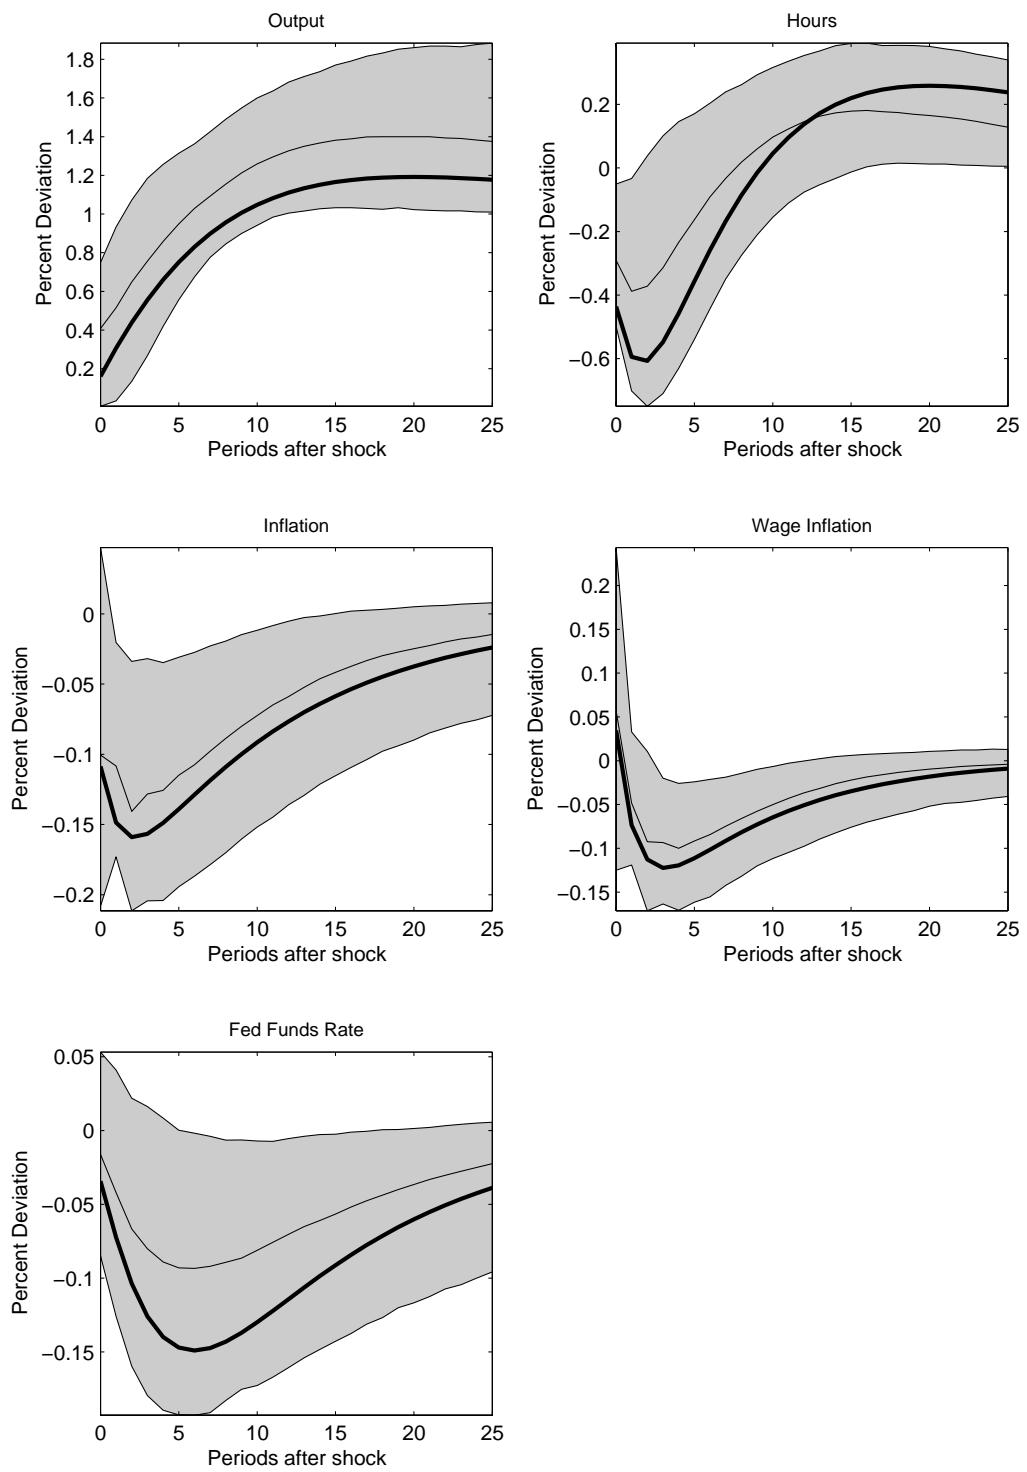 Output
Percent Deviation
1.8
1.6
1.4
1.2
1
0.8
0.6
0.4
0.2
0 5 10 15 20 25
Periods after shock
Hours
Percent Deviation
0.2
0
−0.2
−0.4
−0.6
0 5 10 15 20 25
Periods after shock
Inflation
Percent Deviation
0
−0.05
−0.1
−0.15
−0.2
0 5 10 15 20 25
Periods after shock
Wage Inflation
Percent Deviation
0.2
0.15
0.1
0.05
0
−0.05
−0.1
−0.15
0 5 10 15 20 25
Periods after shock
Fed Funds Rate
Percent Deviation
0.05
0
−0.05
−0.1
−0.15
0 5 10 15 20 25
Periods after shock